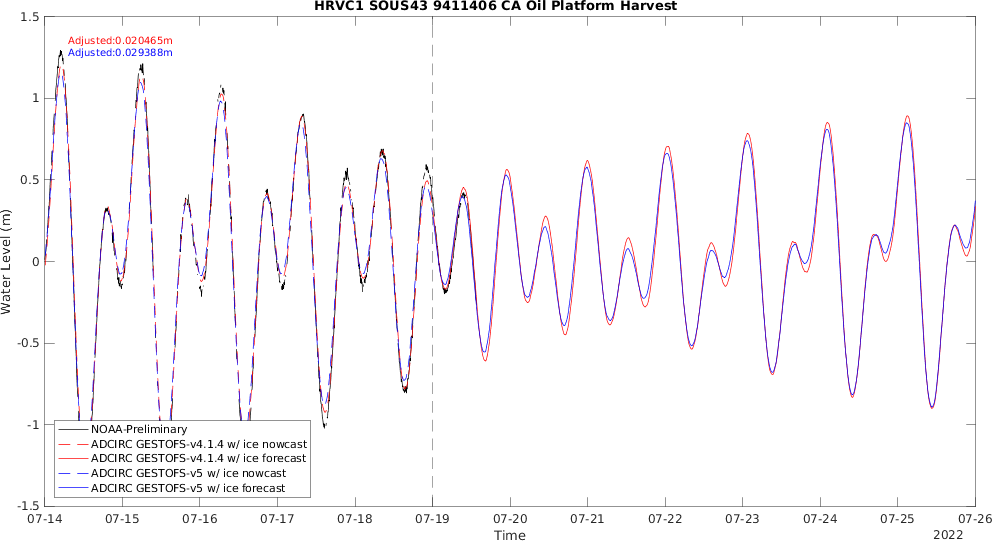 HRVC1 SOUS43 9411406 CA Oil Platform Harvest
Adjusted:0.020465m
Adjusted:0.029388m
Water Level (m)
1.5
1
0.5
0
-0.5
-1
-1.5
NOAA-Preliminary
ADCIRC GESTOFS-v4.1.4 w/ ice nowcast
ADCIRC GESTOFS-v4.1.4 w/ ice forecast
ADCIRC GESTOFS-v5 w/ ice nowcast
ADCIRC GESTOFS-v5 w/ ice forecast
07-14 07-15 07-16 07-17 07-18 07-19 07-20 07-21 07-22 07-23 07-24 07-25 07-26
Time
2022